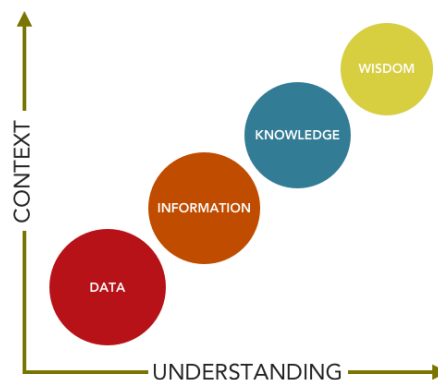 WISDOM
KNOWLEDGE
INFORMATION
DATA
CONTEXT
UNDERSTANDING